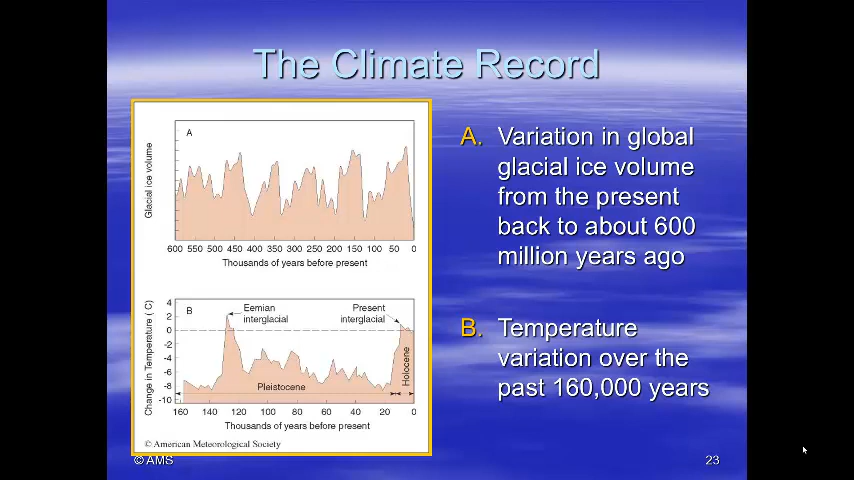 The Climate Record
A
Glacial ice volume
600 550 500 450 400 350 300 250 200 150 100 50 0
Thousands of years before present
B
Eemian
interglacial
Present
interglacial
Change in Temperature ( C)
4
2
0
-2
-4
-6
-8
-10
Pleistocene
Holocene
160 140 120 100 80 60 40 20 0
Thousands of years before present
© American Meteorological Society
A. Variation in global
glacial ice volume
from the present
back to about 600
million years ago
B. Temperature
variation over the
past 160,000 years
© AMS
23